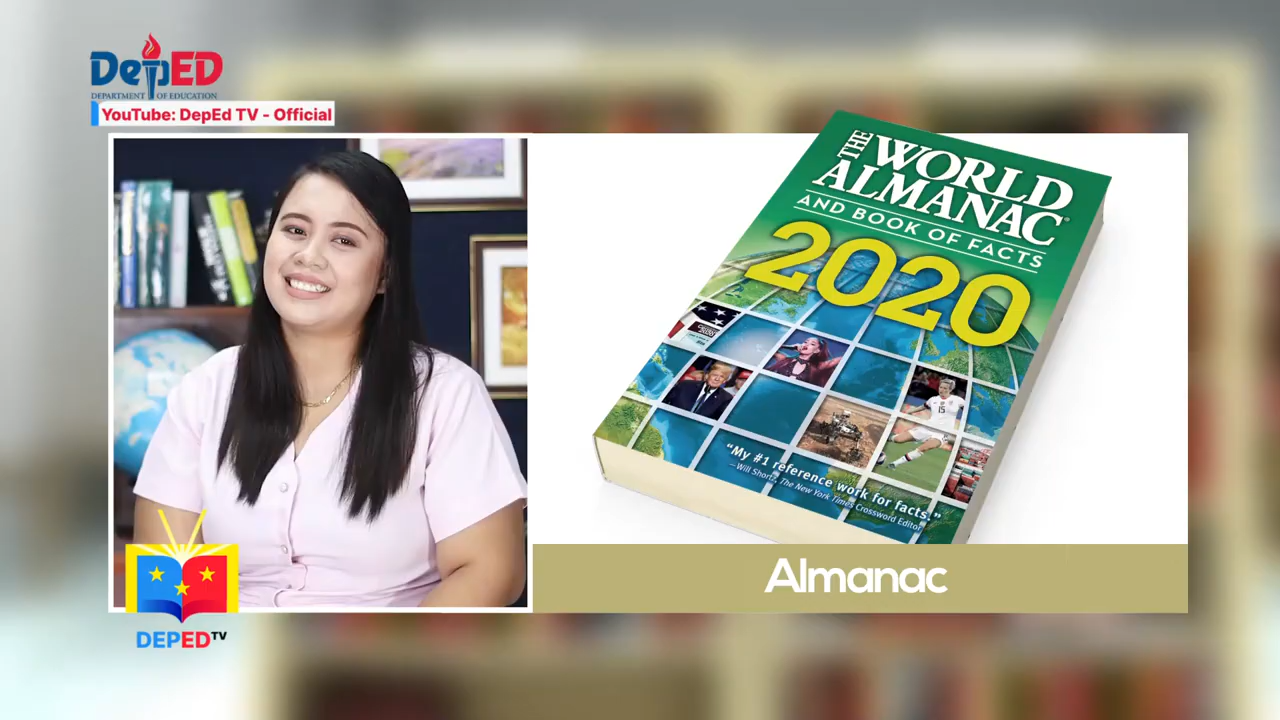 DepED
DEPARTMENT OF EDUCATION
YouTube: DepEd TV - Official
THE
WORLD
ALMANAC®
AND BOOK OF FACTS
2020
15
"My #1 reference work for facts."
—Will Shortz, The New York Times Crossword Editor
Almanac
DEPED TV